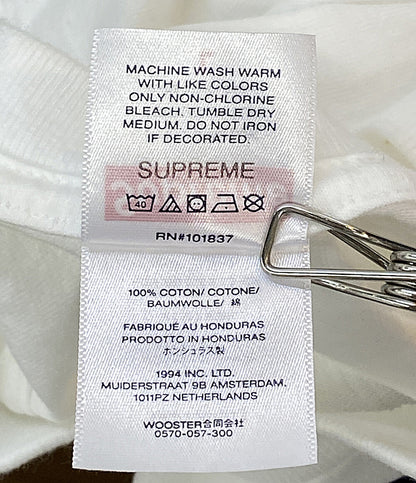 MACHINE WASH WARM
WITH LIKE COLORS
ONLY NON-CHLORINE
BLEACH. TUMBLE DRY
MEDIUM. DO NOT IRON
IF DECORATED.
SUPREME
40
RN#101837
100% COTON/ COTONE/
BAUMWOLLE/ 綿
FABRIQUÉ AU HONDURAS
PRODOTTO IN HONDURAS
ホンジュラス製
1994 INC. LTD.
MUIDERSTRAAT 9B AMSTERDAM,
1011PZ NETHERLANDS
WOOSTER合同会社
0570-057-300